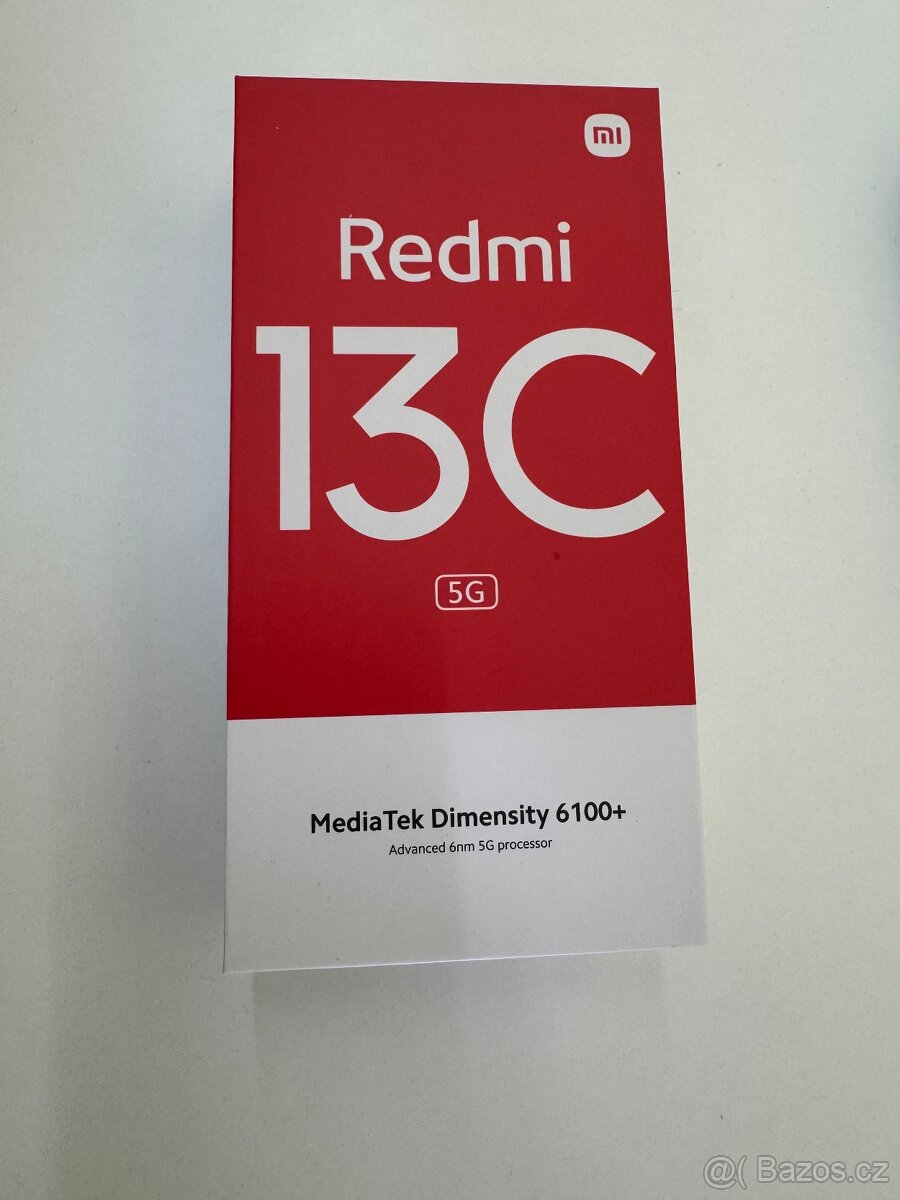 mi
Redmi
13C
5G
MediaTek Dimensity 6100+
Advanced 6nm 5G processor
@( Bazos.cz